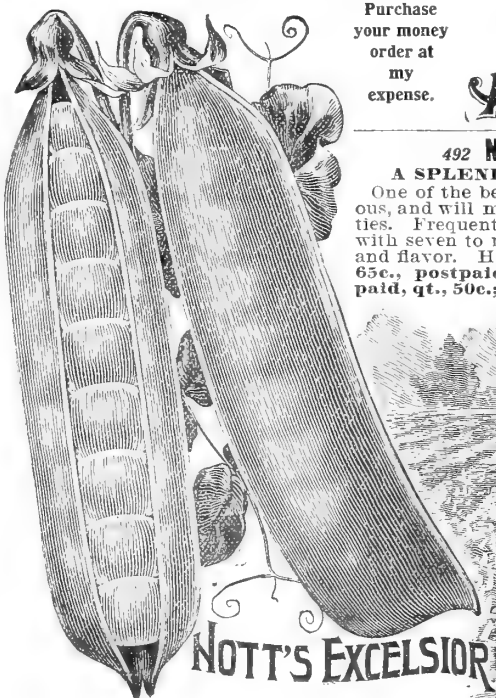 Purchase
your money
order at
my
expense.
492
A SPLEN
One of the be
ous, and will
ties. Frequent
with seven to
and flavor. H
65c., postpaid
paid, qt., 50c.;
NOTT'S EXCELSIOR